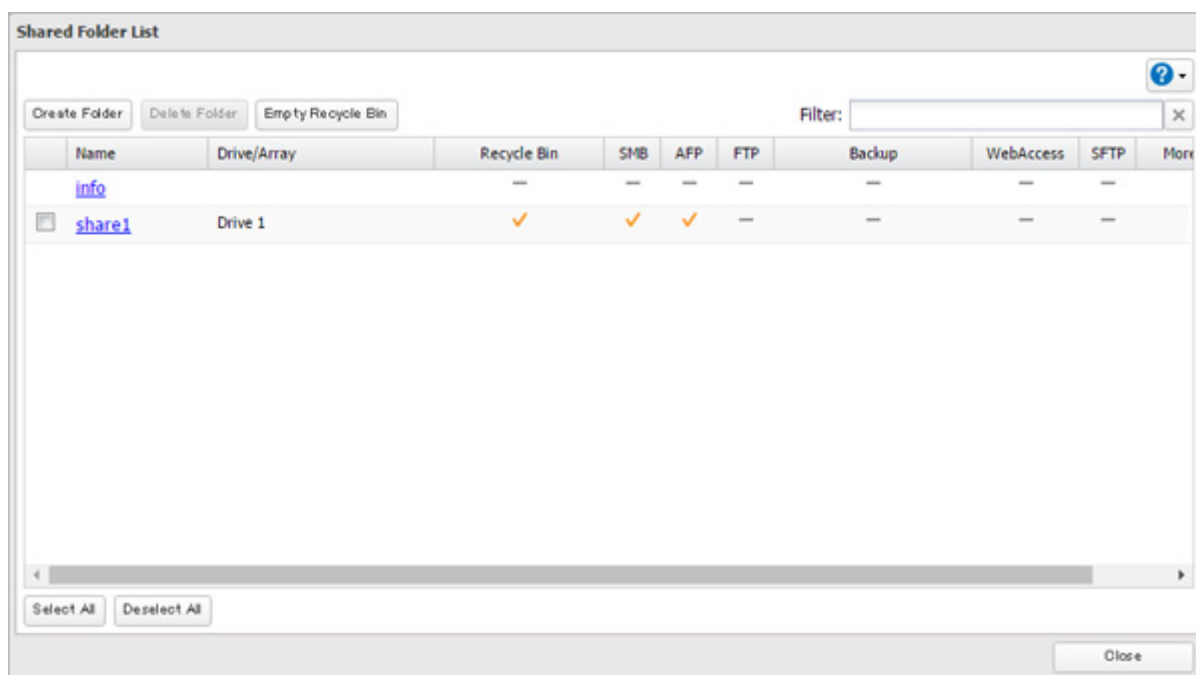 Shared Folder List
?
Create Folder Delete Folder Empty Recycle Bin Filter:
Name Drive/Array Recycle Bin SMB AFP FTP Backup WebAccess SFTP More
info — — — — — — —
share1 Drive 1 ✓ ✓ ✓ — — — —
Select All Deselect All
Close